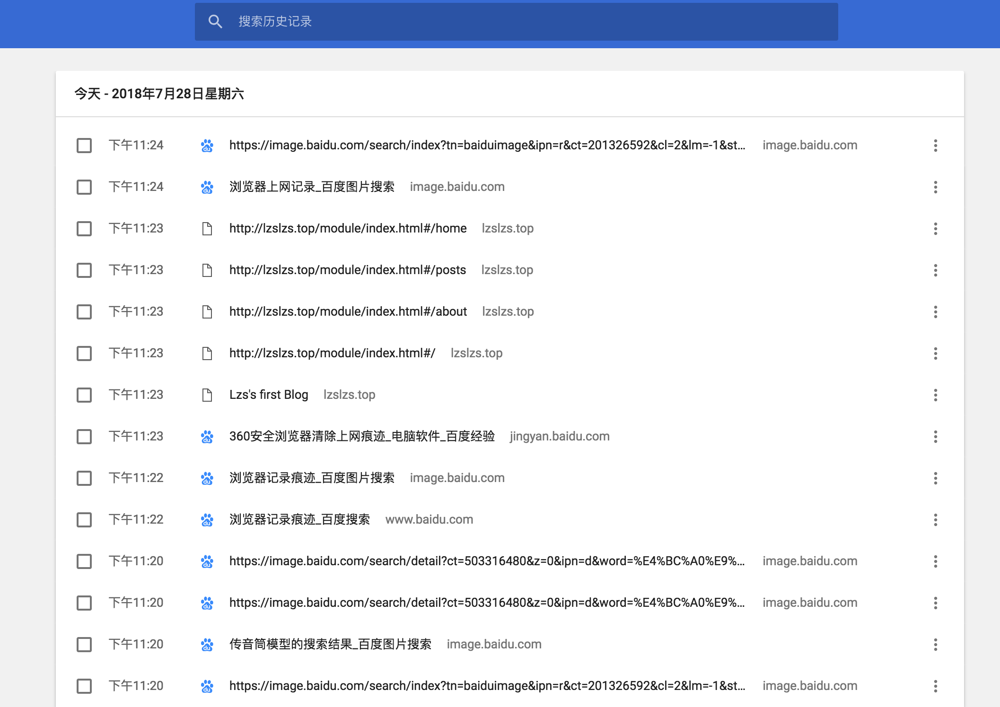 搜索历史记录
今天 - 2018年7月28日星期六
下午11:24 du https://image.baidu.com/search/index?tn=baiduimage&ipn=r&ct=201326592&cl=2&lm=-1&st... image.baidu.com
下午11:24 du 浏览器上网记录_百度图片搜索 image.baidu.com
下午11:23 http://lzslzs.top/module/index.html#/home lzslzs.top
下午11:23 http://lzslzs.top/module/index.html#/posts lzslzs.top
下午11:23 http://lzslzs.top/module/index.html#/about lzslzs.top
下午11:23 http://lzslzs.top/module/index.html#/ lzslzs.top
下午11:23 Lzs's first Blog lzslzs.top
下午11:23 du 360安全浏览器清除上网痕迹_电脑软件_百度经验 jingyan.baidu.com
下午11:22 du 浏览器记录痕迹_百度图片搜索 image.baidu.com
下午11:22 du 浏览器记录痕迹_百度搜索 www.baidu.com
下午11:20 du https://image.baidu.com/search/detail?ct=503316480&z=0&ipn=d&word=%E4%BC%A0%E9%... image.baidu.com
下午11:20 du https://image.baidu.com/search/detail?ct=503316480&z=0&ipn=d&word=%E4%BC%A0%E9%... image.baidu.com
下午11:20 du 传音筒模型的搜索结果_百度图片搜索 image.baidu.com
下午11:20 du https://image.baidu.com/search/index?tn=baiduimage&ipn=r&ct=201326592&cl=2&lm=-1&st... image.baidu.com